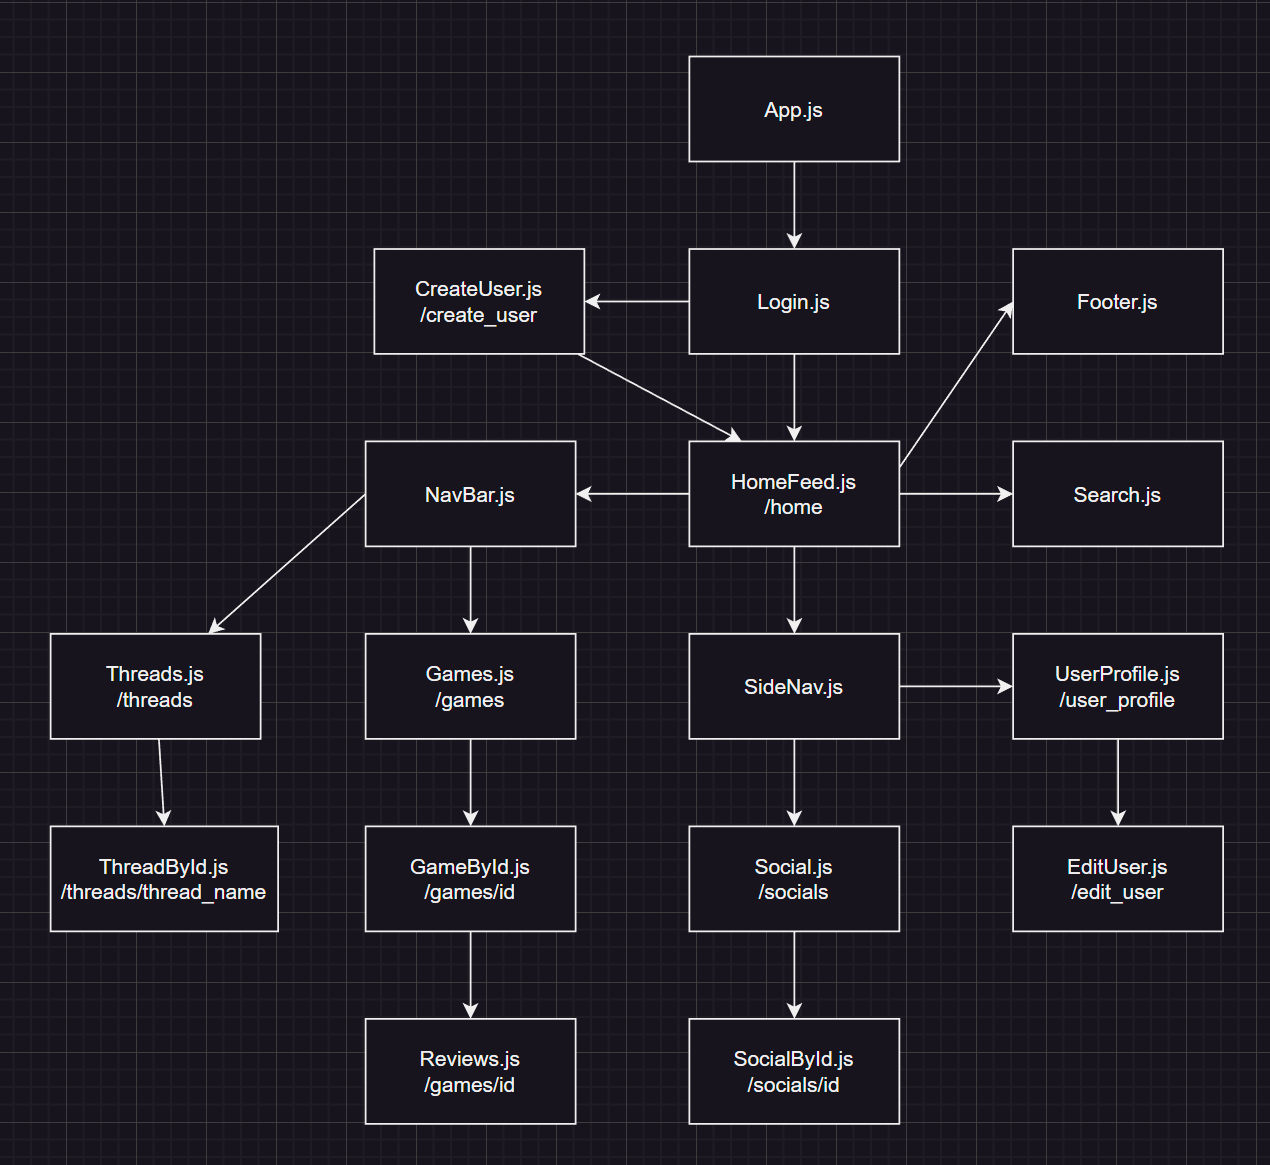 App.js
CreateUser.js
/create_user
Login.js
Footer.js
NavBar.js
HomeFeed.js
/home
Search.js
Threads.js
/threads
Games.js
/games
SideNav.js
UserProfile.js
/user_profile
ThreadById.js
/threads/thread_name
GameById.js
/games/id
Social.js
/socials
EditUser.js
/edit_user
Reviews.js
/games/id
SocialById.js
/socials/id